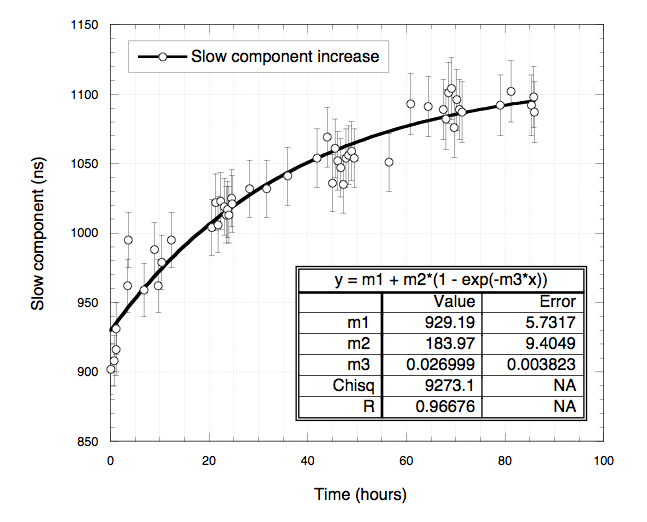 1150
Slow component increase
1100
1050
1000
950
900
850
Slow component (ns)
y = m1 + m2*(1 - exp(-m3*x))
Value Error
m1 929.19 5.7317
m2 183.97 9.4049
m3 0.026999 0.003823
Chisq 9273.1 NA
R 0.96676 NA
0 20 40 60 80 100
Time (hours)